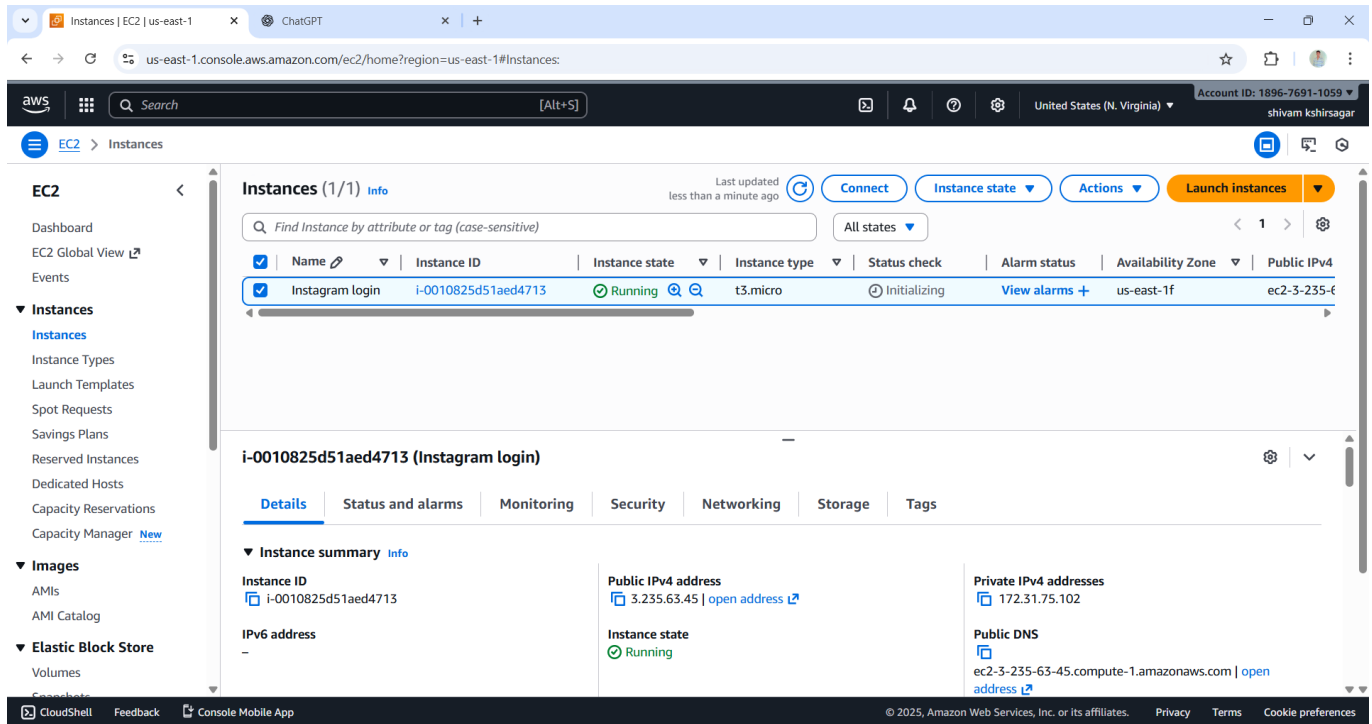 Instances | EC2 | us-east-1
ChatGPT
us-east-1.console.aws.amazon.com/ec2/home?region=us-east-1#Instances:
aws
Search [Alt+S]
United States (N. Virginia)
Account ID: 1896-7691-1059
shivam kshirsagar
EC2 > Instances
EC2
Dashboard
EC2 Global View
Events
Instances
Instances
Instance Types
Launch Templates
Spot Requests
Savings Plans
Reserved Instances
Dedicated Hosts
Capacity Reservations
Capacity Manager New
Images
AMIs
AMI Catalog
Elastic Block Store
Volumes
Snapshots
Instances (1/1) Info
Last updated
less than a minute ago
Connect
Instance state
Actions
Launch instances
Find Instance by attribute or tag (case-sensitive)
All states
1
Name Instance ID Instance state Instance type Status check Alarm status Availability Zone Public IPv4
Instagram login i-0010825d51aed4713 Running t3.micro Initializing View alarms + us-east-1f ec2-3-235-6
i-0010825d51aed4713 (Instagram login)
Details Status and alarms Monitoring Security Networking Storage Tags
Instance summary Info
Instance ID
i-0010825d51aed4713
Public IPv4 address
3.235.63.45 | open address
Private IPv4 addresses
172.31.75.102
IPv6 address
–
Instance state
Running
Public DNS
ec2-3-235-63-45.compute-1.amazonaws.com | open
address
CloudShell Feedback Console Mobile App
© 2025, Amazon Web Services, Inc. or its affiliates. Privacy Terms Cookie preferences